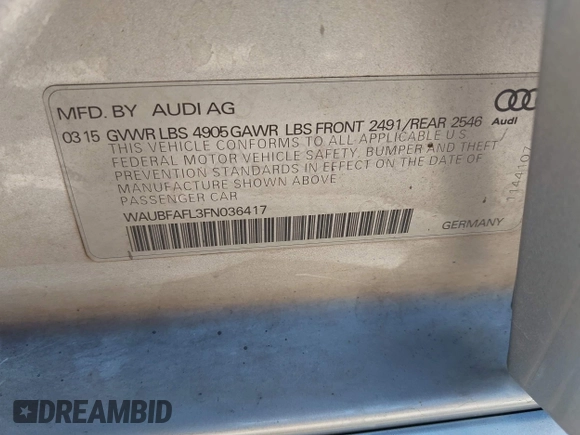 MFD. BY AUDI AG
03 15 GVWR LBS 4905 GAWR LBS FRONT 2491/REAR 2546
THIS VEHICLE CONFORMS TO ALL APPLICABLE U.S.
FEDERAL MOTOR VEHICLE SAFETY, BUMPER AND THEFT
PREVENTION STANDARDS IN EFFECT ON THE DATE OF
MANUFACTURE SHOWN ABOVE
PASSENGER CAR
WAUBFAFL3FN036417
GERMANY
Audi
1144107
DREAMBID